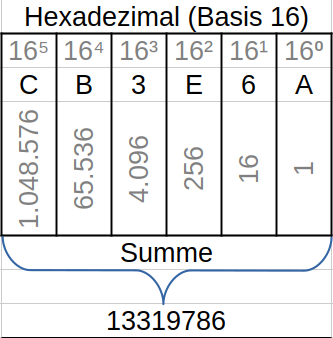 Hexadezimal (Basis 16)
16⁵ 16⁴ 16³ 16² 16¹ 16⁰
C B 3 E 6 A
1.048.576 65.536 4.096 256 16 1
Summe
13319786